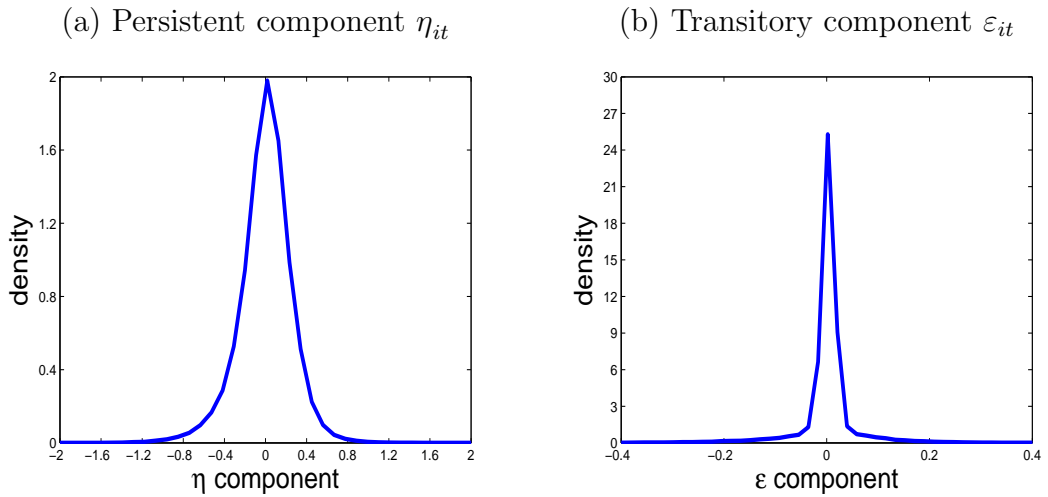 (a) Persistent component ηit
(b) Transitory component εit
2
1.6
1.2
0.8
0.4
0
density
−2 −1.6 −1.2 −0.8 −0.4 0 0.4 0.8 1.2 1.6 2
η component
30
27
24
21
18
15
12
9
6
3
0
density
−0.4 −0.2 0 0.2 0.4
ε component